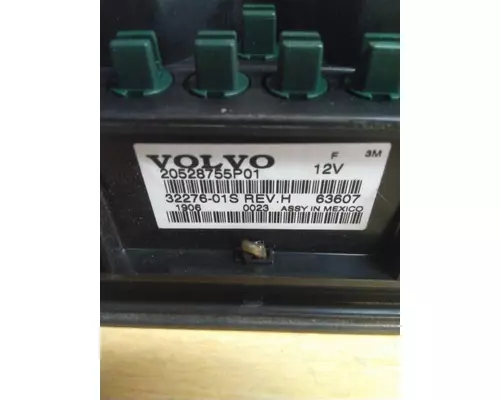 F 3M
VOLVO 12V
20528755P01
32276-01S REV.H 63607
1906 0023 ASSY IN MEXICO